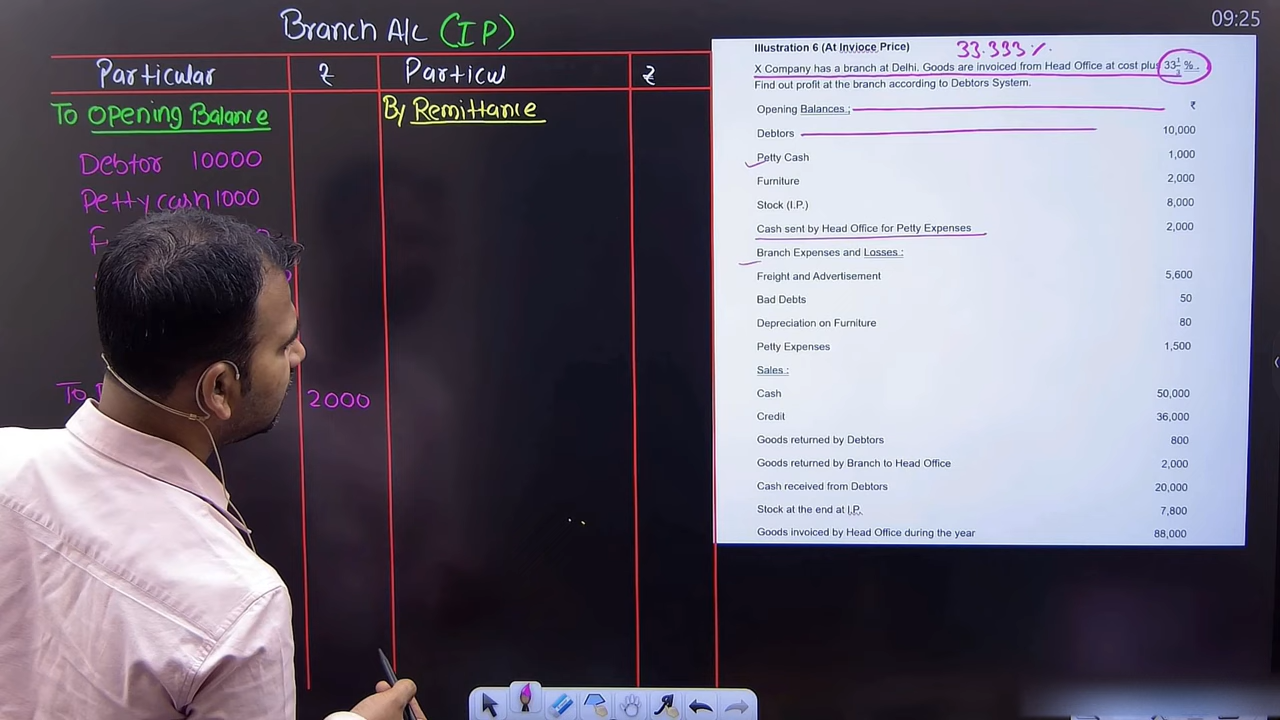 09:25
Branch A/c (IP)
Particular ₹ Particul ₹
To Opening Balance
Debtor 10000
Petty cash 1000
To
2000
By Remittance
Illustration 6 (At Invioce Price) 33.333%.
X Company has a branch at Delhi. Goods are invoiced from Head Office at cost plus 33 1/3 % .
Find out profit at the branch according to Debtors System.
Opening Balances ; ₹
Debtors 10,000
Petty Cash 1,000
Furniture 2,000
Stock (I.P.) 8,000
Cash sent by Head Office for Petty Expenses 2,000
Branch Expenses and Losses :
Freight and Advertisement 5,600
Bad Debts 50
Depreciation on Furniture 80
Petty Expenses 1,500
Sales :
Cash 50,000
Credit 36,000
Goods returned by Debtors 800
Goods returned by Branch to Head Office 2,000
Cash received from Debtors 20,000
Stock at the end at I.P. 7,800
Goods invoiced by Head Office during the year 88,000